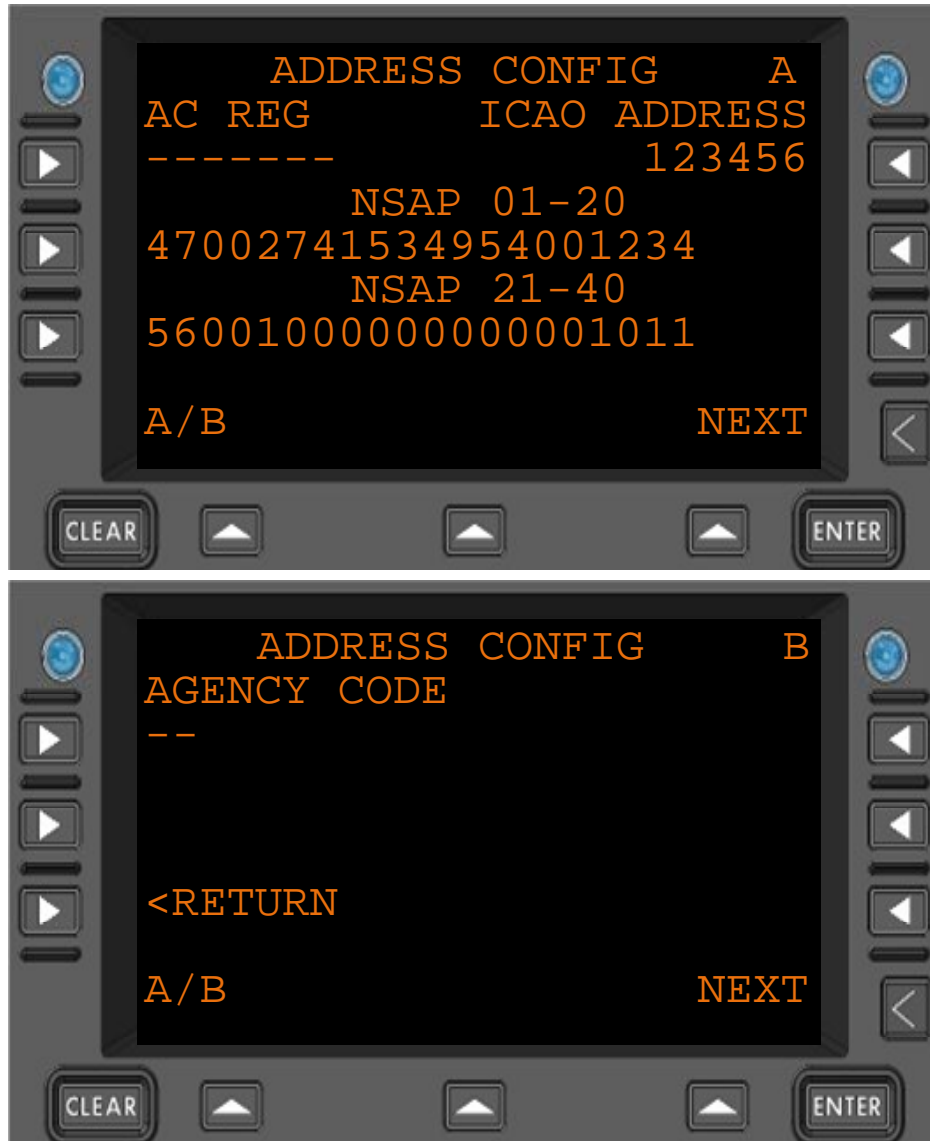 ADDRESS CONFIG A
AC REG ICAO ADDRESS
------- 123456
NSAP 01-20
47002741534954001234
NSAP 21-40
56001000000000001011
A/B NEXT
CLEAR ENTER
ADDRESS CONFIG B
AGENCY CODE
--
<RETURN
A/B NEXT
CLEAR ENTER